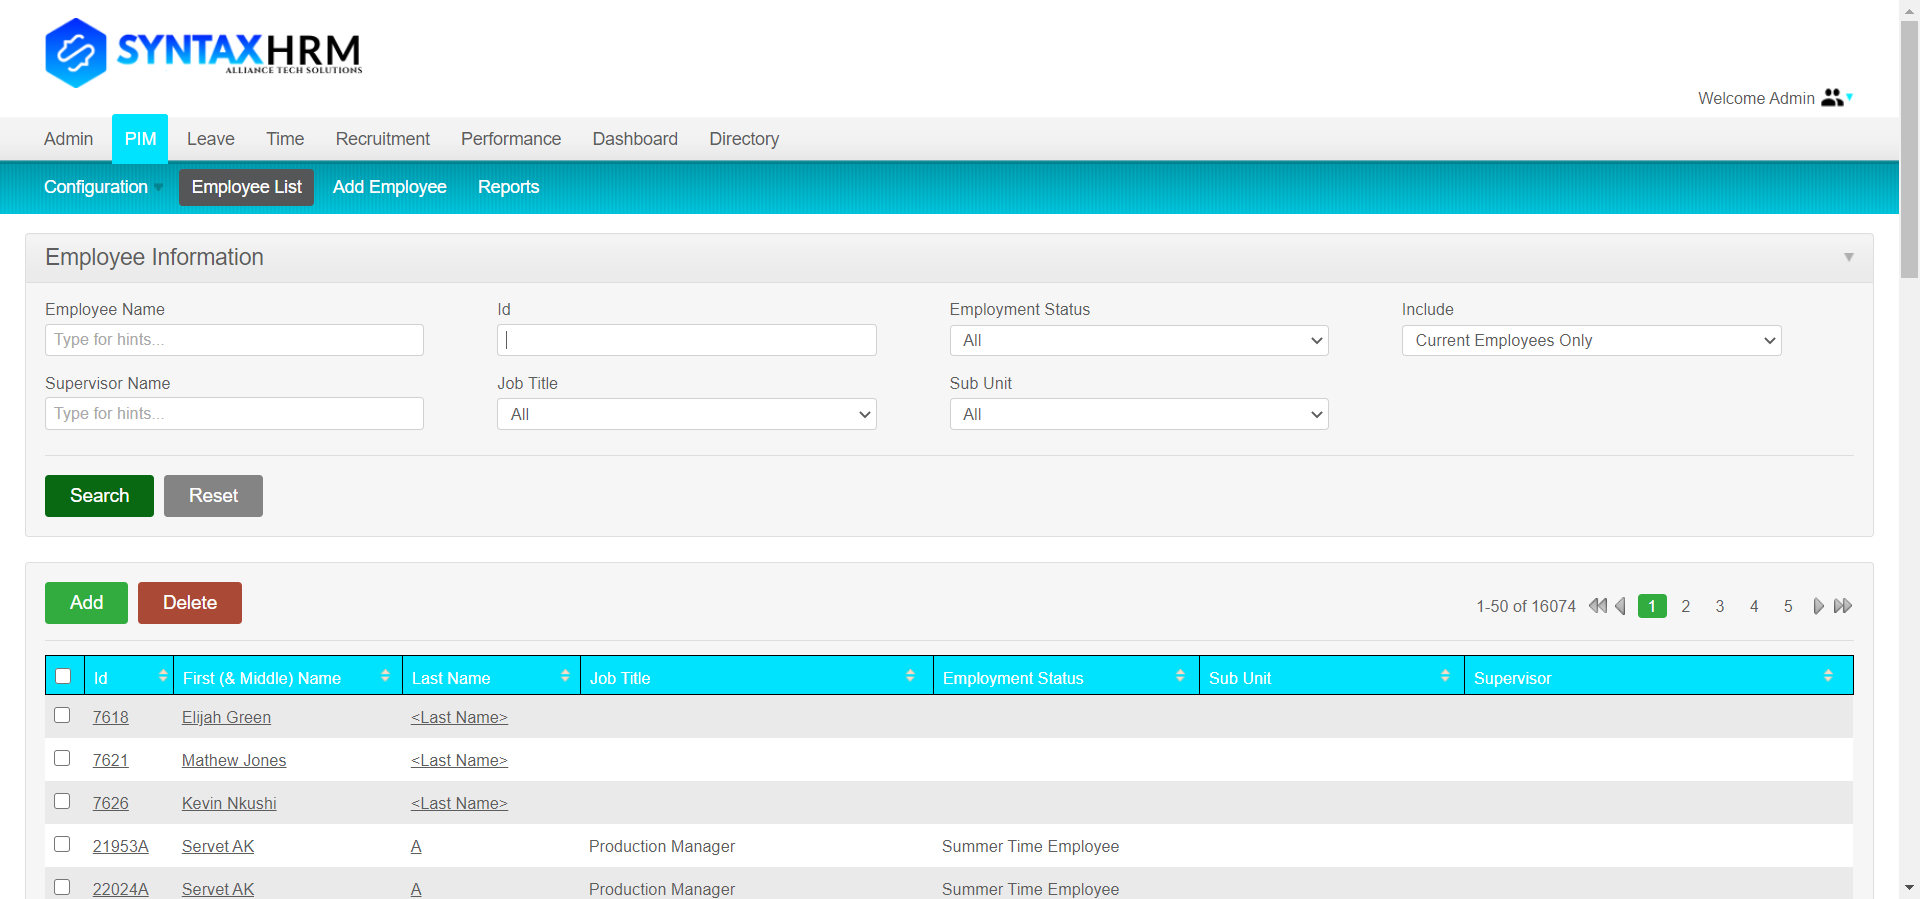 SYNTAXHRM
ALLIANCE TECH SOLUTIONS
Welcome Admin
Admin PIM Leave Time Recruitment Performance Dashboard Directory
Configuration Employee List Add Employee Reports
Employee Information
Employee Name Id Employment Status Include
Type for hints... All Current Employees Only
Supervisor Name Job Title Sub Unit
Type for hints... All All
Search Reset
Add Delete 1-50 of 16074 1 2 3 4 5
Id First (& Middle) Name Last Name Job Title Employment Status Sub Unit Supervisor
7618 Elijah Green <Last Name>
7621 Mathew Jones <Last Name>
7626 Kevin Nkushi <Last Name>
21953A Servet AK A Production Manager Summer Time Employee
22024A Servet AK A Production Manager Summer Time Employee